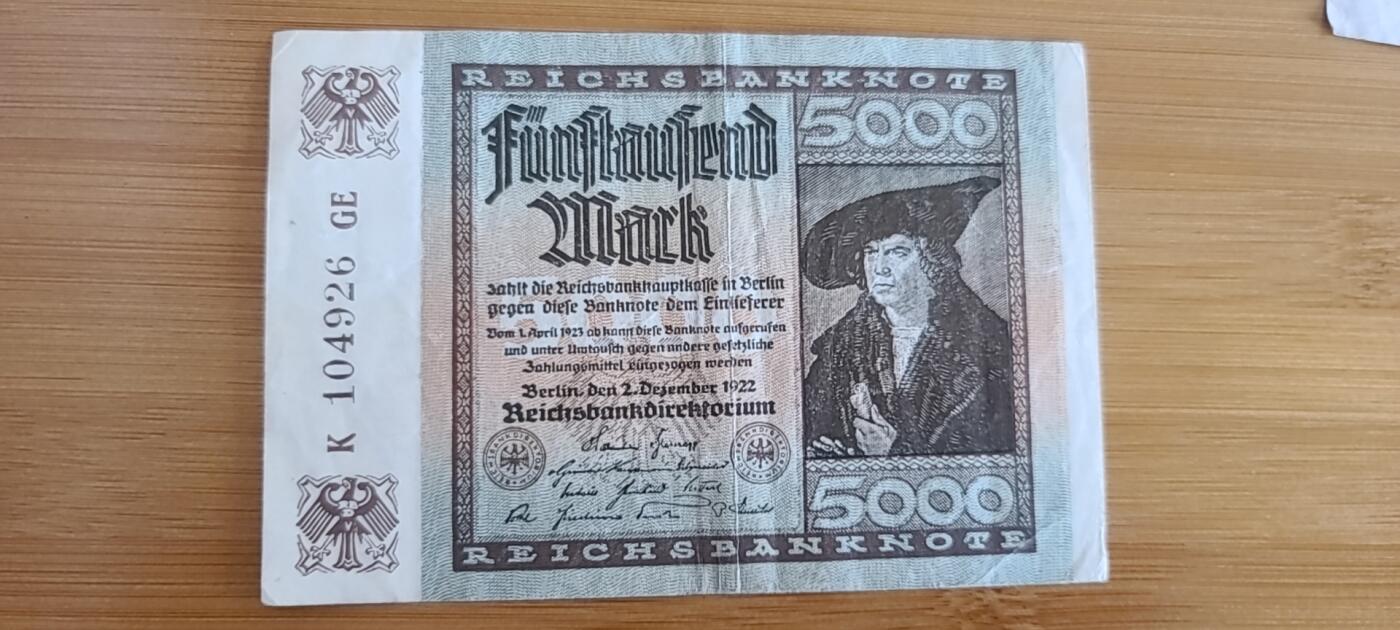 REICHSBANKNOTE
K 104926 GE
Fünftausend
Mark
5000
zahlt die Reichsbankhauptkasse in Berlin
gegen diese Banknote dem Einlieferer
Vom 1. April 1923 ab kann diese Banknote aufgerufen
und unter Umtausch gegen andere gesetzliche
Zahlungsmittel eingezogen werden
Berlin, den 2. Dezember 1922
Reichsbankdirektorium
5000
REICHSBANKNOTE